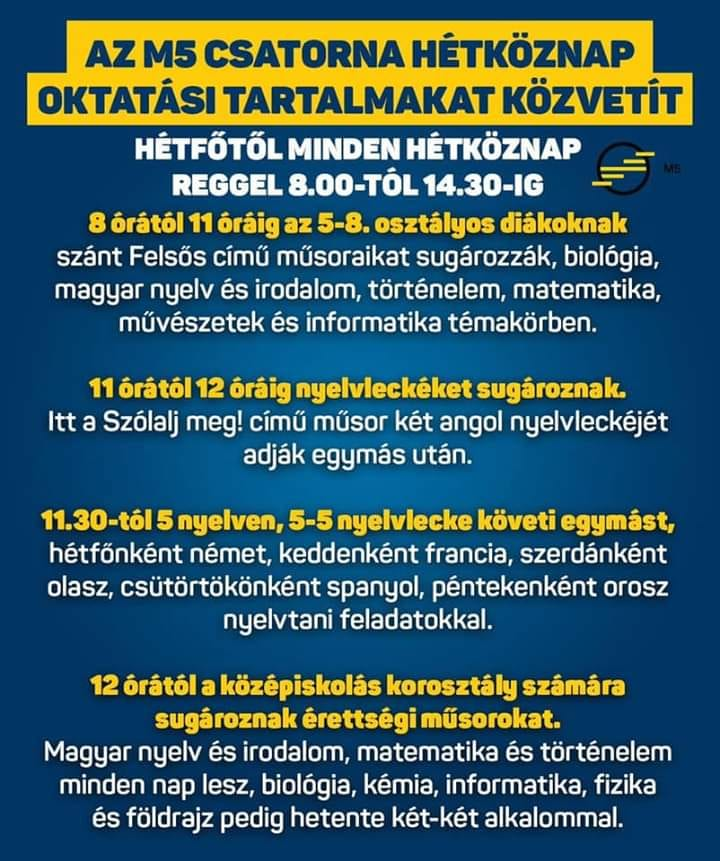 AZ M5 CSATORNA HÉTKÖZNAP
OKTATÁSI TARTALMAKAT KÖZVETÍT
HÉTFŐTŐL MINDEN HÉTKÖZNAP
REGGEL 8.00-TÓL 14.30-IG
M5
8 órától 11 óráig az 5-8. osztályos diákoknak
szánt Felsős című műsoraikat sugározzák, biológia,
magyar nyelv és irodalom, történelem, matematika,
művészetek és informatika témakörben.
11 órától 12 óráig nyelvleckéket sugároznak.
Itt a Szólalj meg! című műsor két angol nyelvleckéjét
adják egymás után.
11.30-tól 5 nyelven, 5-5 nyelvlecke követi egymást,
hétfőnként német, keddenként francia, szerdánként
olasz, csütörtökönként spanyol, péntekenként orosz
nyelvtani feladatokkal.
12 órától a középiskolás korosztály számára
sugároznak érettségi műsorokat.
Magyar nyelv és irodalom, matematika és történelem
minden nap lesz, biológia, kémia, informatika, fizika
és földrajz pedig hetente két-két alkalommal.